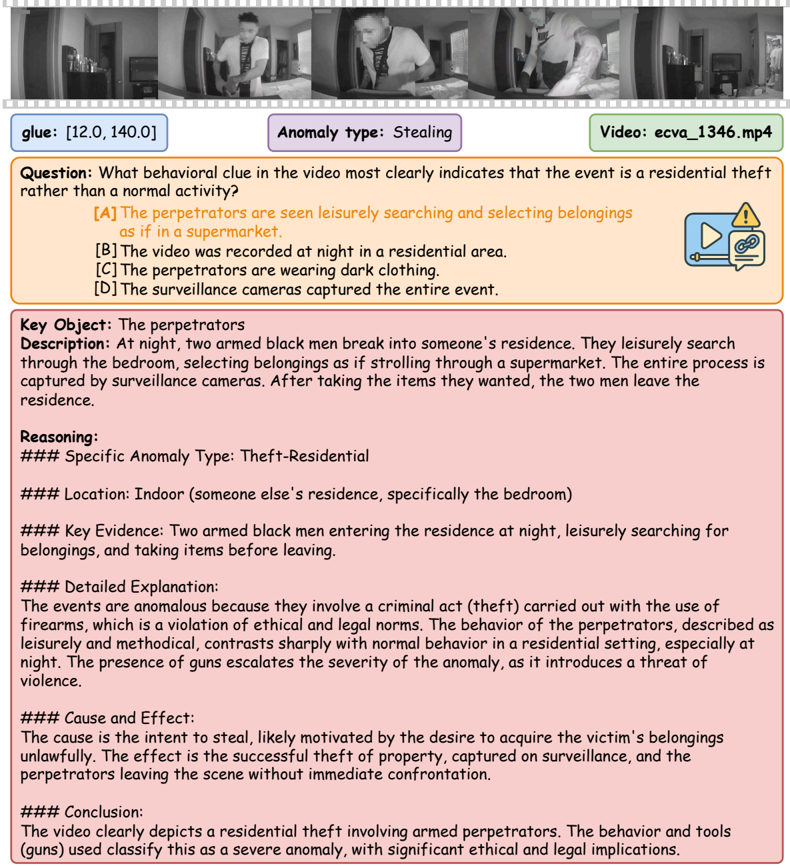 glue: [12.0, 140.0]
Anomaly type: Stealing
Video: ecva_1346.mp4
Question: What behavioral clue in the video most clearly indicates that the event is a residential theft
rather than a normal activity?
[A] The perpetrators are seen leisurely searching and selecting belongings
as if in a supermarket.
[B] The video was recorded at night in a residential area.
[C] The perpetrators are wearing dark clothing.
[D] The surveillance cameras captured the entire event.
Key Object: The perpetrators
Description: At night, two armed black men break into someone's residence. They leisurely search
through the bedroom, selecting belongings as if strolling through a supermarket. The entire process is
captured by surveillance cameras. After taking the items they wanted, the two men leave the
residence.
Reasoning:
### Specific Anomaly Type: Theft-Residential
### Location: Indoor (someone else's residence, specifically the bedroom)
### Key Evidence: Two armed black men entering the residence at night, leisurely searching for
belongings, and taking items before leaving.
### Detailed Explanation:
The events are anomalous because they involve a criminal act (theft) carried out with the use of
firearms, which is a violation of ethical and legal norms. The behavior of the perpetrators, described as
leisurely and methodical, contrasts sharply with normal behavior in a residential setting, especially at
night. The presence of guns escalates the severity of the anomaly, as it introduces a threat of
violence.
### Cause and Effect:
The cause is the intent to steal, likely motivated by the desire to acquire the victim's belongings
unlawfully. The effect is the successful theft of property, captured on surveillance, and the
perpetrators leaving the scene without immediate confrontation.
### Conclusion:
The video clearly depicts a residential theft involving armed perpetrators. The behavior and tools
(guns) used classify this as a severe anomaly, with significant ethical and legal implications.